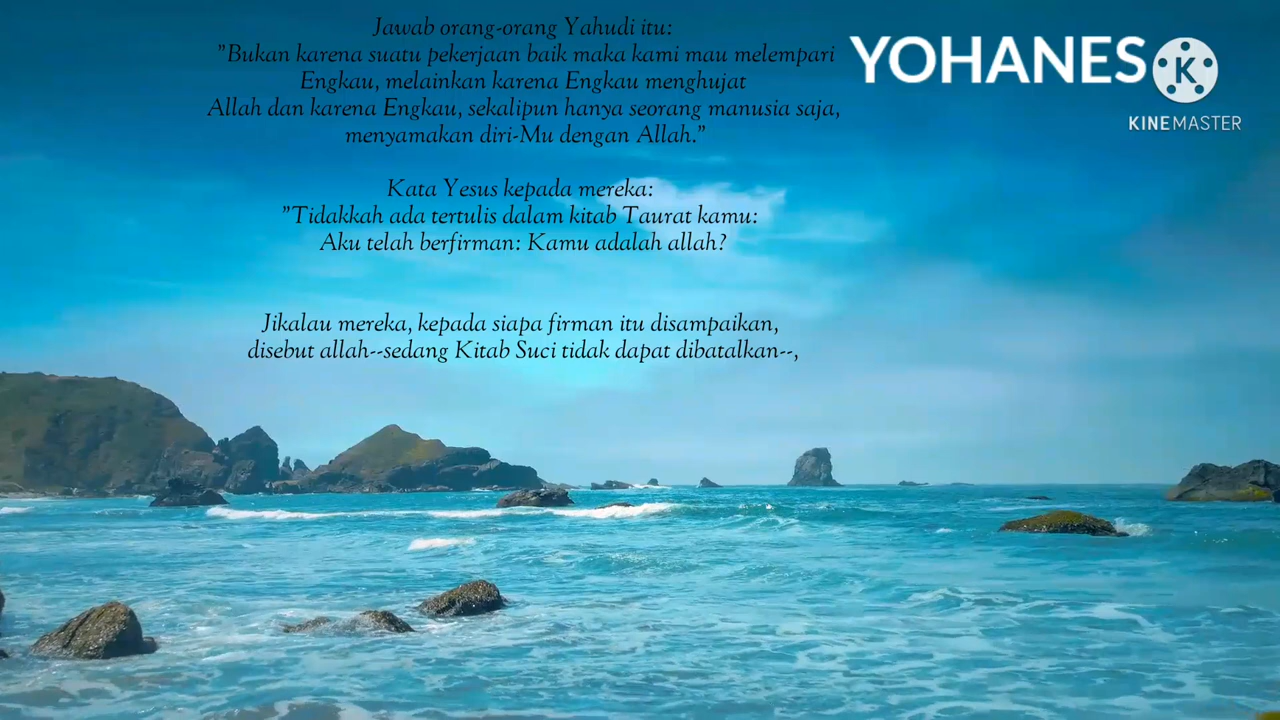 Jawab orang-orang Yahudi itu:
"Bukan karena suatu pekerjaan baik maka kami mau melempari
Engkau, melainkan karena Engkau menghujat
Allah dan karena Engkau, sekalipun hanya seorang manusia saja,
menyamakan diri-Mu dengan Allah."
Kata Yesus kepada mereka:
"Tidakkah ada tertulis dalam kitab Taurat kamu:
Aku telah berfirman: Kamu adalah allah?
Jikalau mereka, kepada siapa firman itu disampaikan,
disebut allah--sedang Kitab Suci tidak dapat dibatalkan--,
YOHANES
K
KINEMASTER